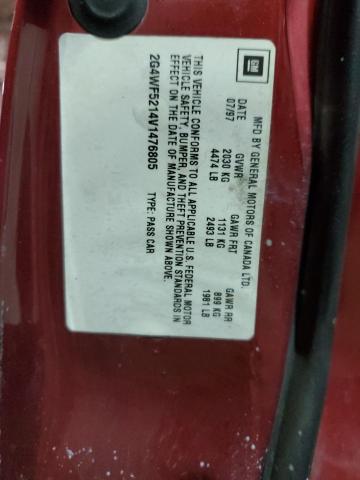 GM
MFD BY GENERAL MOTORS OF CANADA LTD.
DATE GVWR GAWR FRT GAWR RR
07/97 2030 KG 1131 KG 899 KG
4474 LB 2493 LB 1981 LB
THIS VEHICLE CONFORMS TO ALL APPLICABLE U.S. FEDERAL MOTOR
VEHICLE SAFETY, BUMPER, AND THEFT PREVENTION STANDARDS IN
EFFECT ON THE DATE OF MANUFACTURE SHOWN ABOVE.
2G4WF5214V1476805 TYPE: PASS CAR